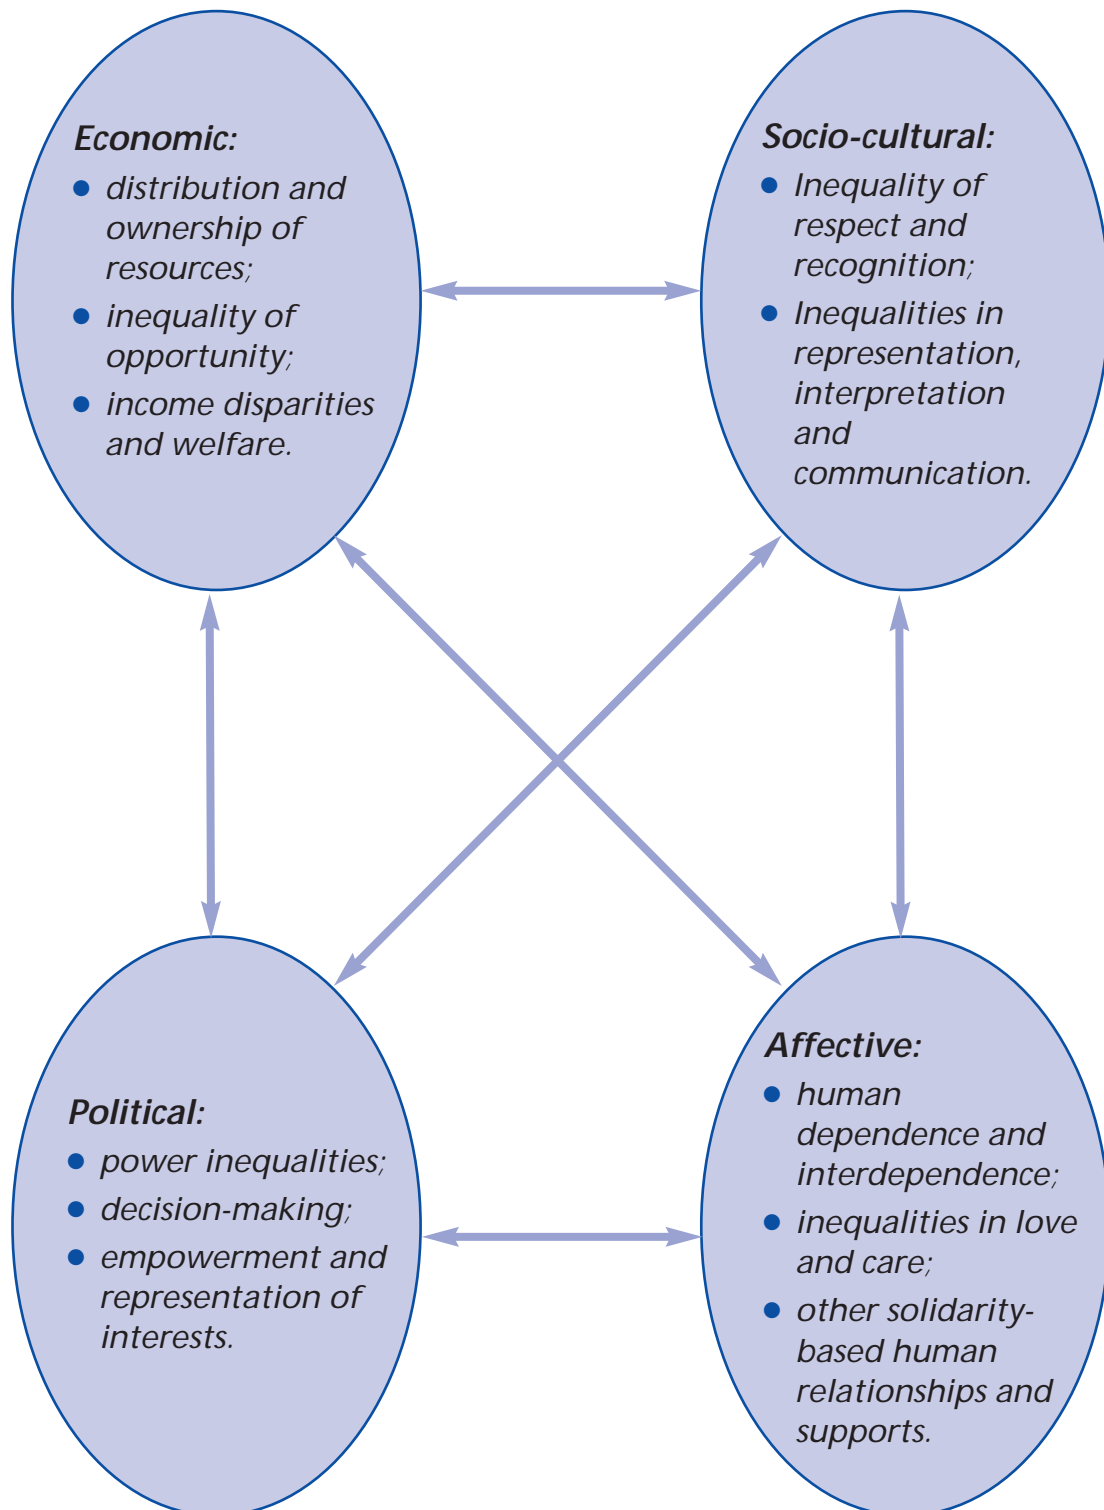 Economic:
● distribution and
ownership of
resources;
● inequality of
opportunity;
● income disparities
and welfare.
Socio-cultural:
● Inequality of
respect and
recognition;
● Inequalities in
representation,
interpretation
and
communication.
Political:
● power inequalities;
● decision-making;
● empowerment and
representation of
interests.
Affective:
● human
dependence and
interdependence;
● inequalities in love
and care;
● other solidarity-
based human
relationships and
supports.